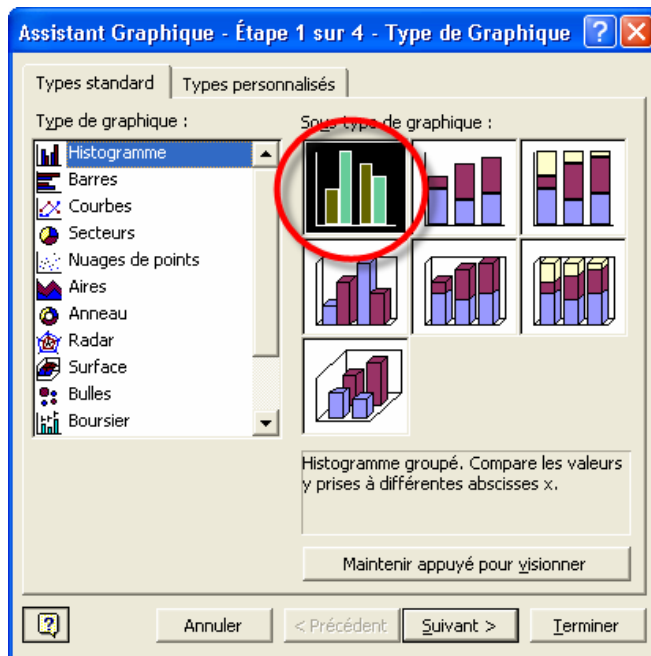 Assistant Graphique - Étape 1 sur 4 - Type de Graphique
Types standard
Types personnalisés
Type de graphique :
Histogramme
Barres
Courbes
Secteurs
Nuages de points
Aires
Anneau
Radar
Surface
Bulles
Boursier
Sous-type de graphique :
Histogramme groupé. Compare les valeurs
y prises à différentes abscisses x.
Maintenir appuyé pour visionner
Annuler
< Précédent
Suivant >
Terminer